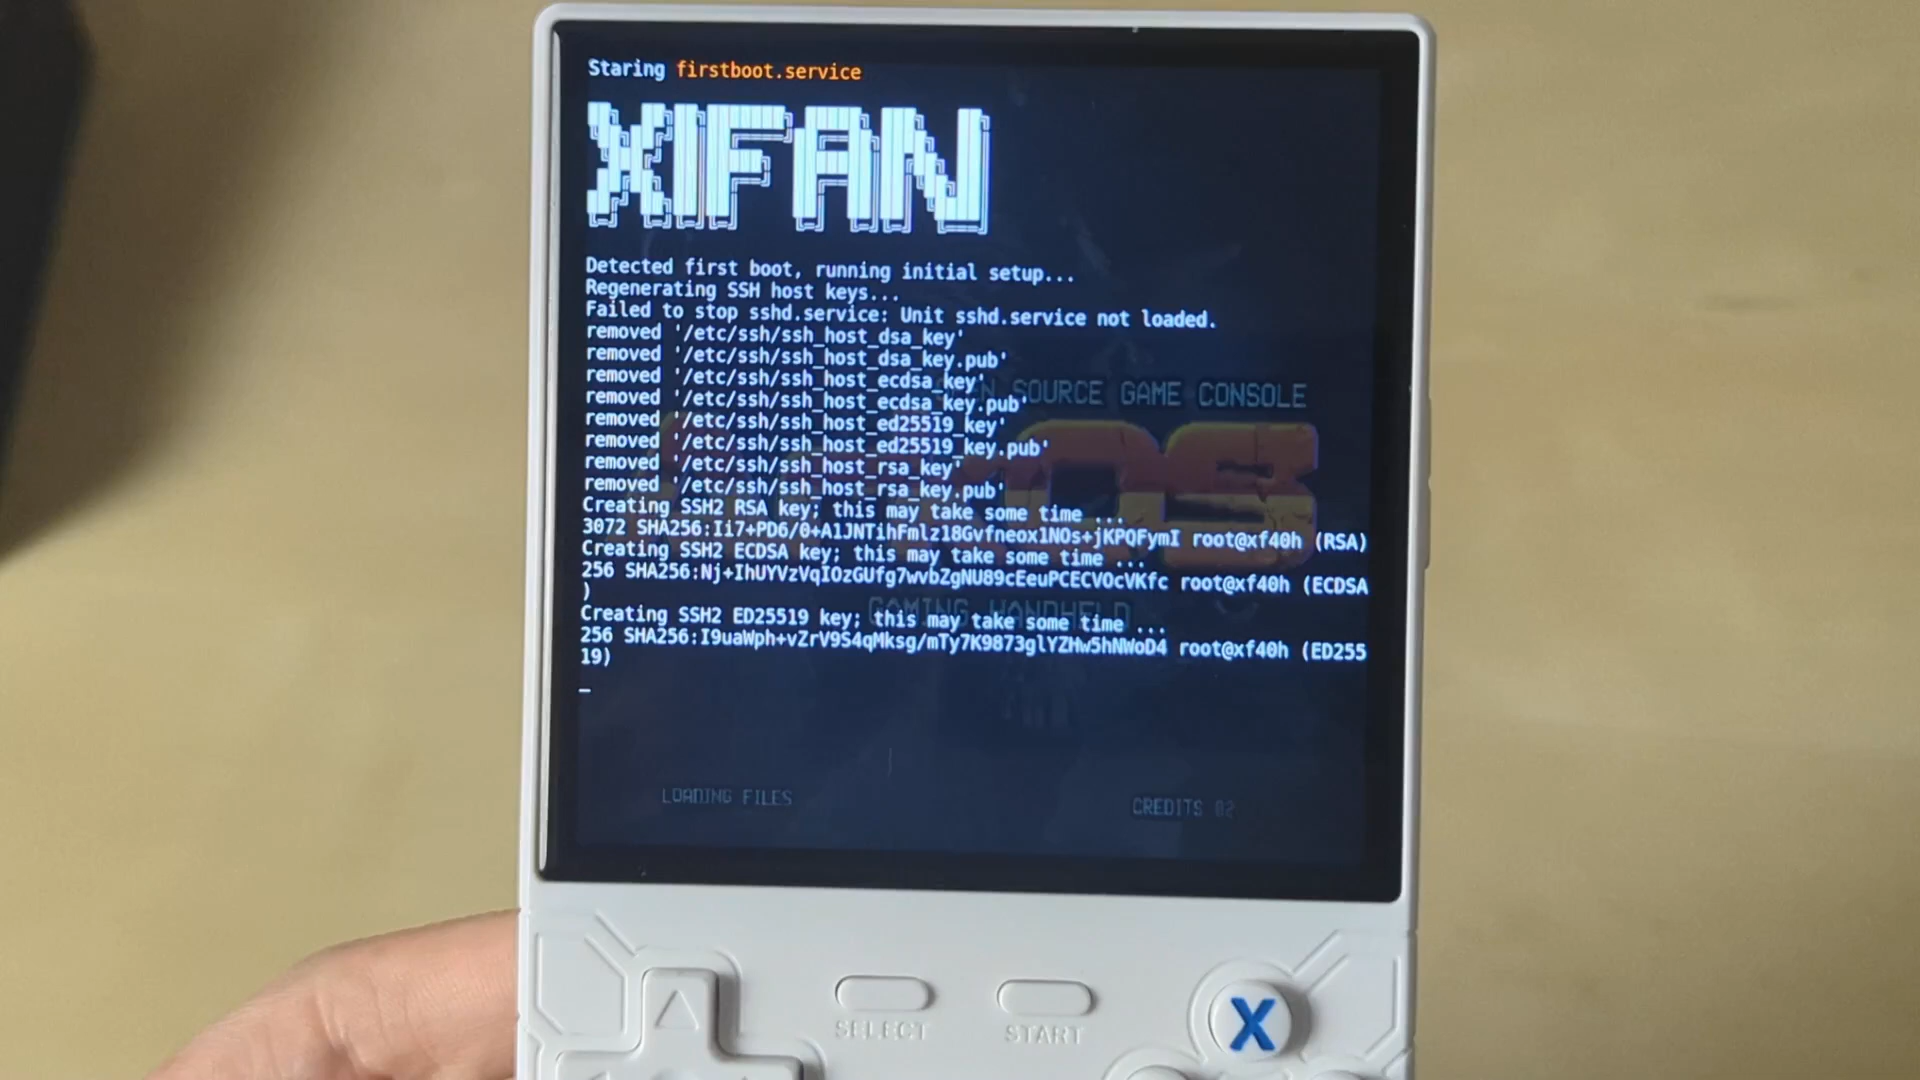 Staring firstboot.service
XIFAN
Detected first boot, running initial setup...
Regenerating SSH host keys...
Failed to stop sshd.service: Unit sshd.service not loaded.
removed '/etc/ssh/ssh_host_dsa_key'
removed '/etc/ssh/ssh_host_dsa_key.pub'
removed '/etc/ssh/ssh_host_ecdsa_key'
removed '/etc/ssh/ssh_host_ecdsa_key.pub'
removed '/etc/ssh/ssh_host_ed25519_key'
removed '/etc/ssh/ssh_host_ed25519_key.pub'
removed '/etc/ssh/ssh_host_rsa_key'
removed '/etc/ssh/ssh_host_rsa_key.pub'
Creating SSH2 RSA key; this may take some time ...
3072 SHA256:Ii7+PD6/0+A1JNTihFmlz18Gvfneox1NOs+jKPQFymI root@xf40h (RSA)
Creating SSH2 ECDSA key; this may take some time ...
256 SHA256:Nj+IhUYVzVqIOzGUfg7wvbZgNU89cEeuPCECVOcVKfc root@xf40h (ECDSA
)
Creating SSH2 ED25519 key; this may take some time ...
256 SHA256:I9uaWph+vZrV9S4qMksg/mTy7K9873glYZHw5hNWoD4 root@xf40h (ED255
19)
_
SOURCE GAME CONSOLE
GAMING HANDHELD
LOADING FILES
CREDITS 02
SELECT
START
X